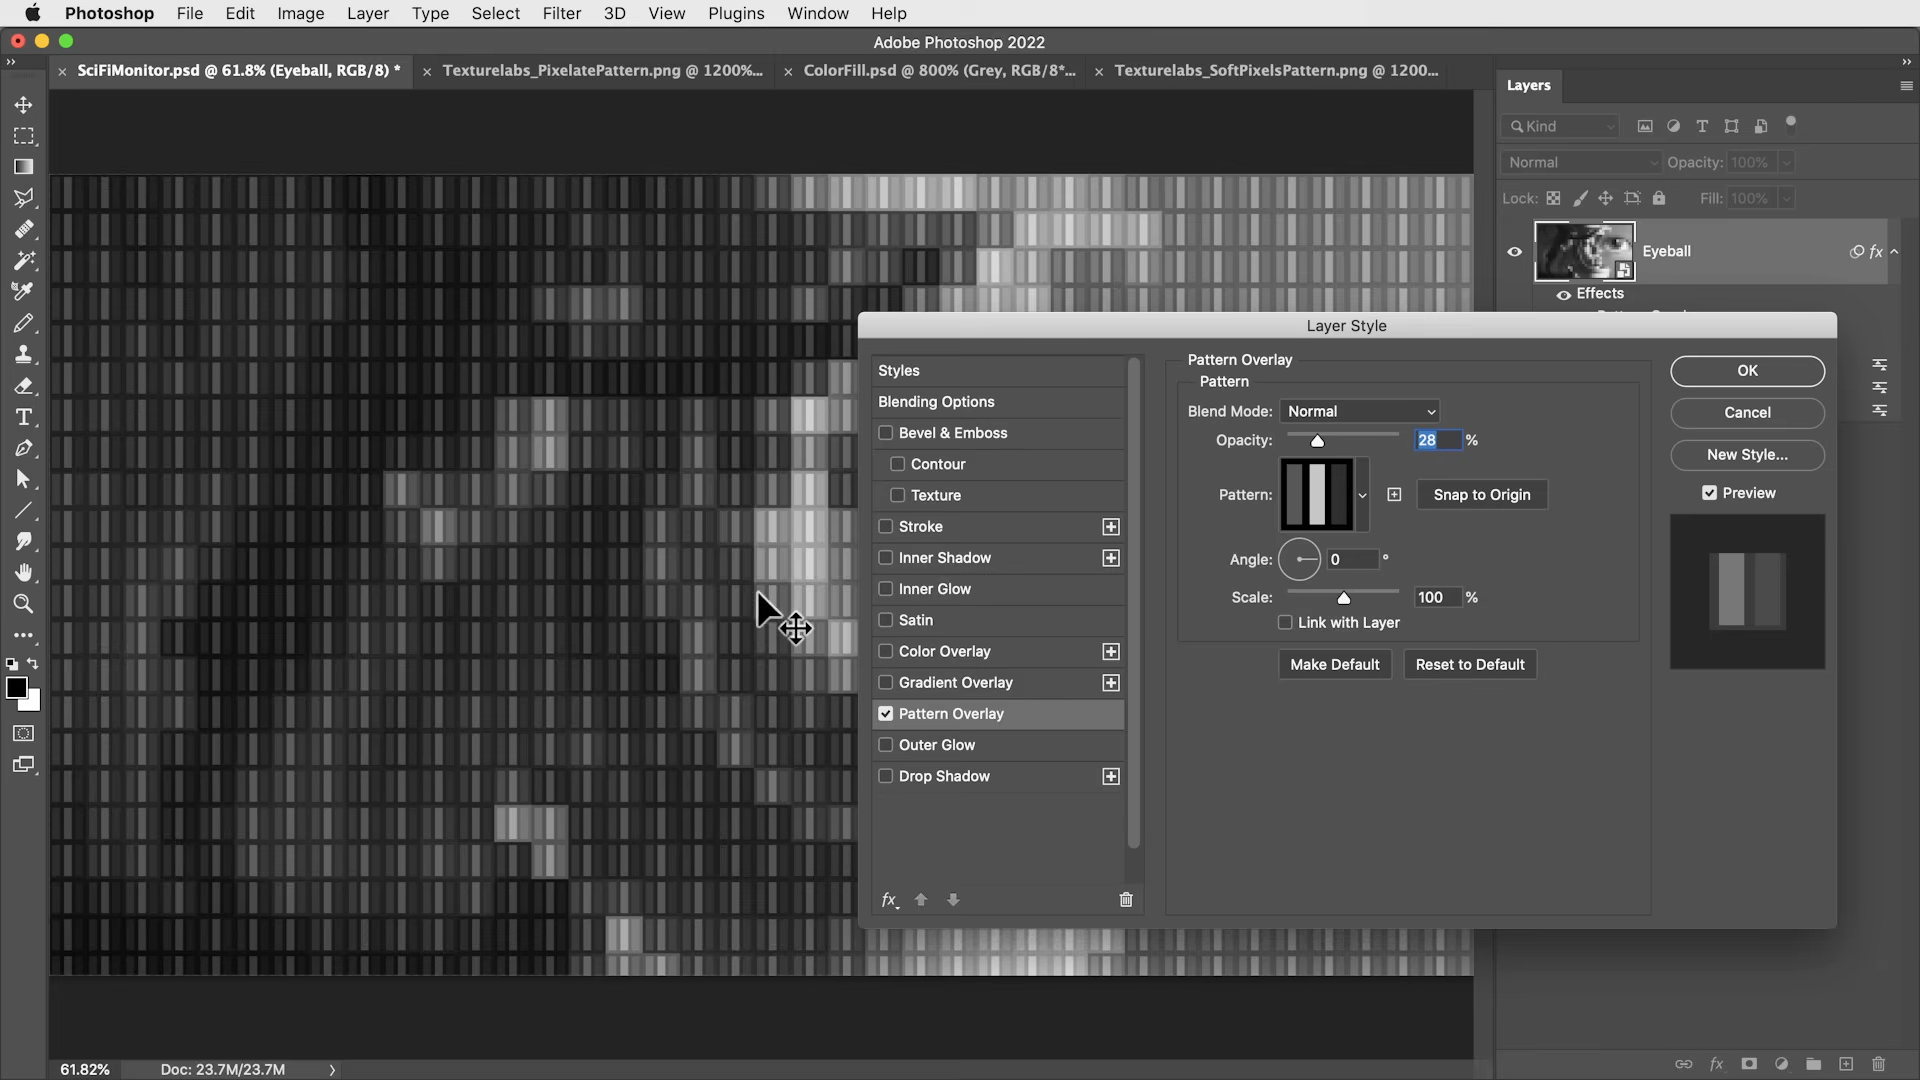 Photoshop File Edit Image Layer Type Select Filter 3D View Plugins Window Help
Adobe Photoshop 2022
SciFiMonitor.psd @ 61.8% (Eyeball, RGB/8) *
Texturelabs_PixelatePattern.png @ 1200%...
ColorFill.psd @ 800% (Grey, RGB/8*...
Texturelabs_SoftPixelsPattern.png @ 1200...
Layers
Kind
Normal
Opacity: 100%
Lock:
Fill: 100%
Eyeball
fx
Effects
Layer Style
Styles
Blending Options
Bevel & Emboss
Contour
Texture
Stroke
Inner Shadow
Inner Glow
Satin
Color Overlay
Gradient Overlay
Pattern Overlay
Outer Glow
Drop Shadow
fx
Pattern Overlay
Pattern
Blend Mode: Normal
Opacity: 28 %
Pattern:
Snap to Origin
Angle: 0 °
Scale: 100 %
Link with Layer
Make Default
Reset to Default
OK
Cancel
New Style...
Preview
61.82%
Doc: 23.7M/23.7M
fx